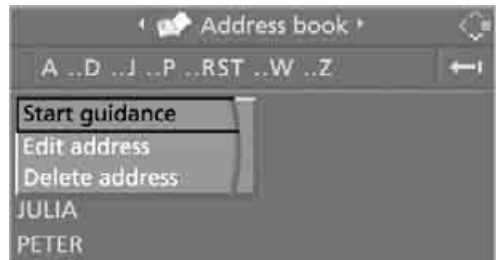 Address book
A ..D ..J ..P ..RST ..W ..Z
Start guidance
Edit address
Delete address
JULIA
PETER